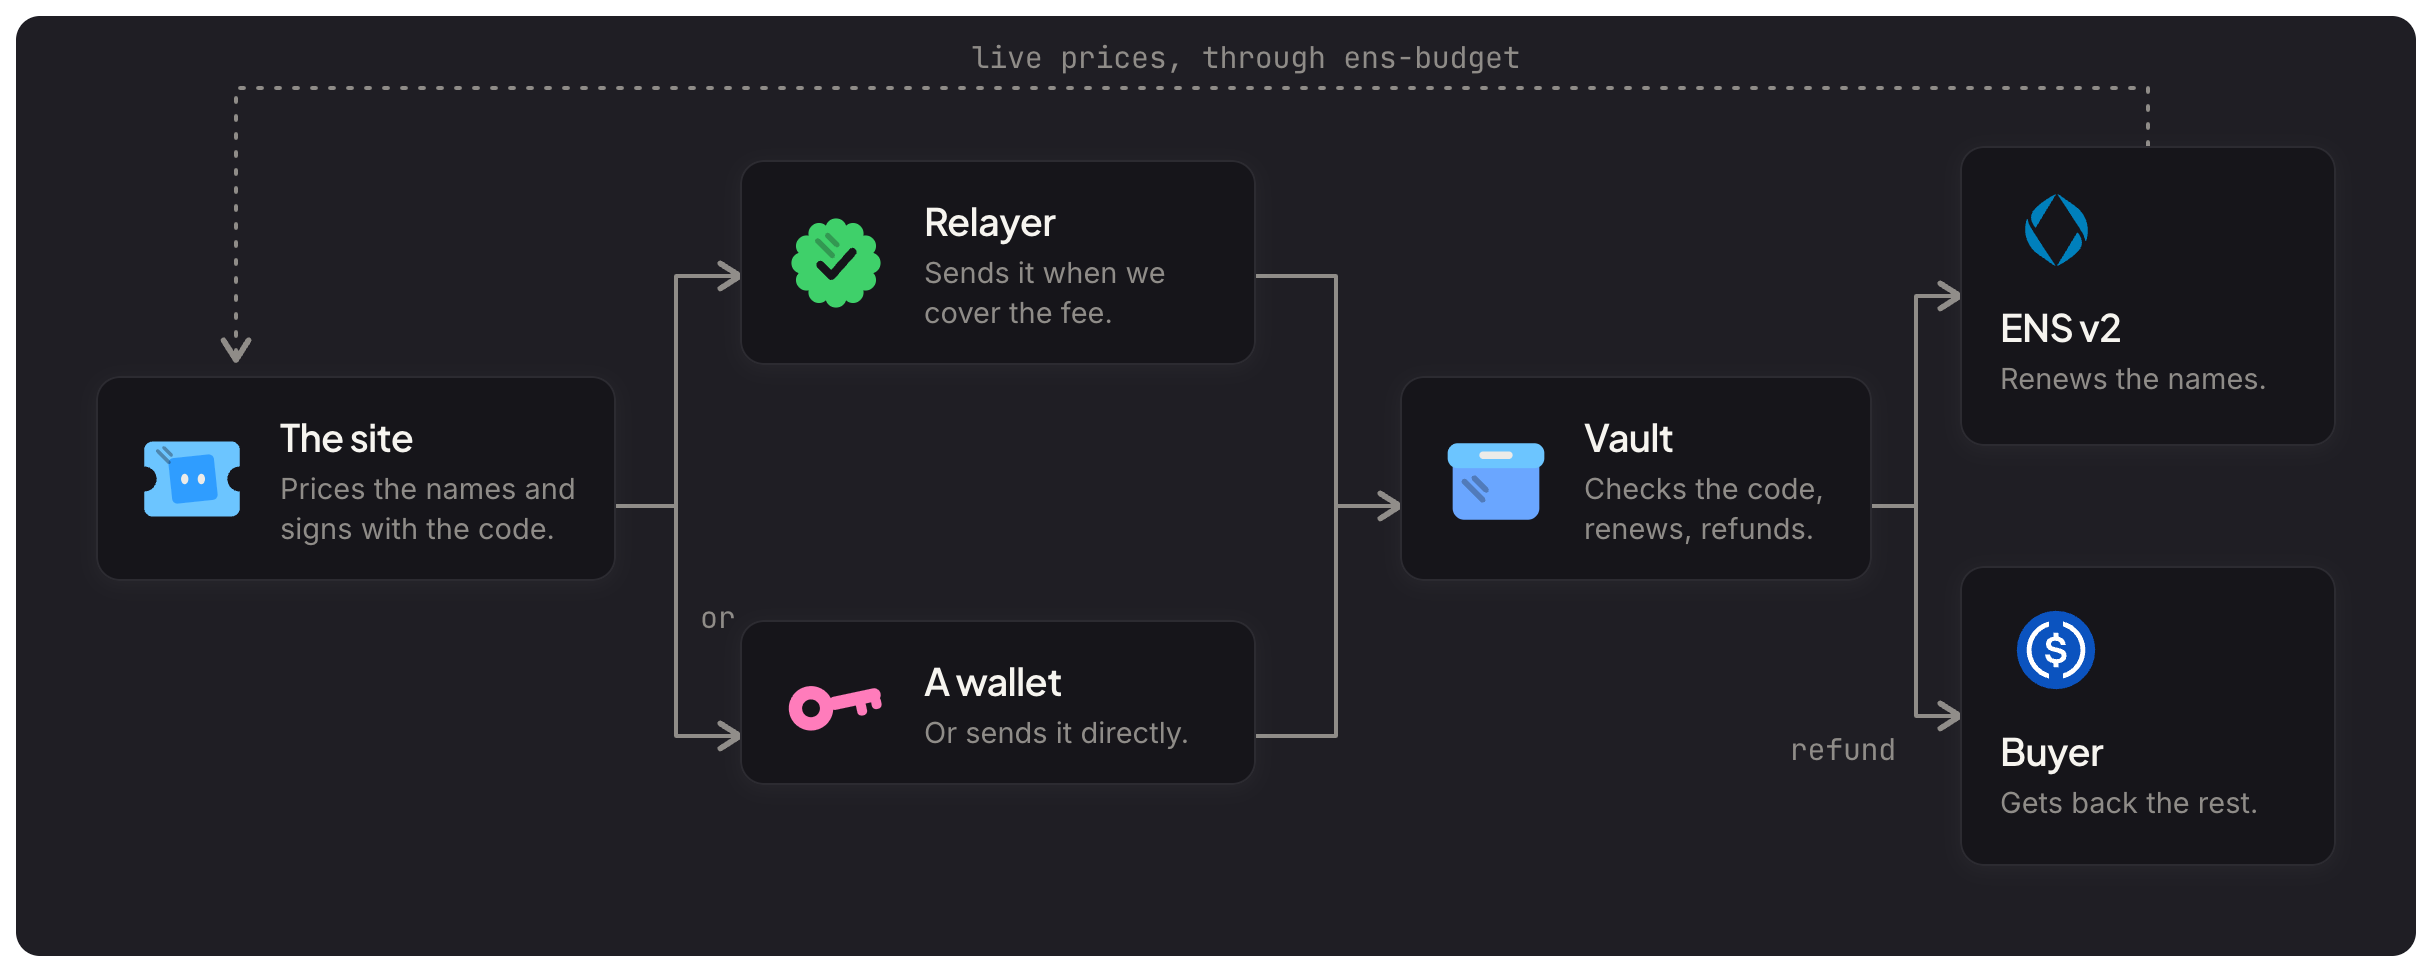 live prices, through ens-budget
The site
Prices the names and
signs with the code.
Relayer
Sends it when we
cover the fee.
or
A wallet
Or sends it directly.
Vault
Checks the code,
renews, refunds.
ENS v2
Renews the names.
refund
Buyer
Gets back the rest.